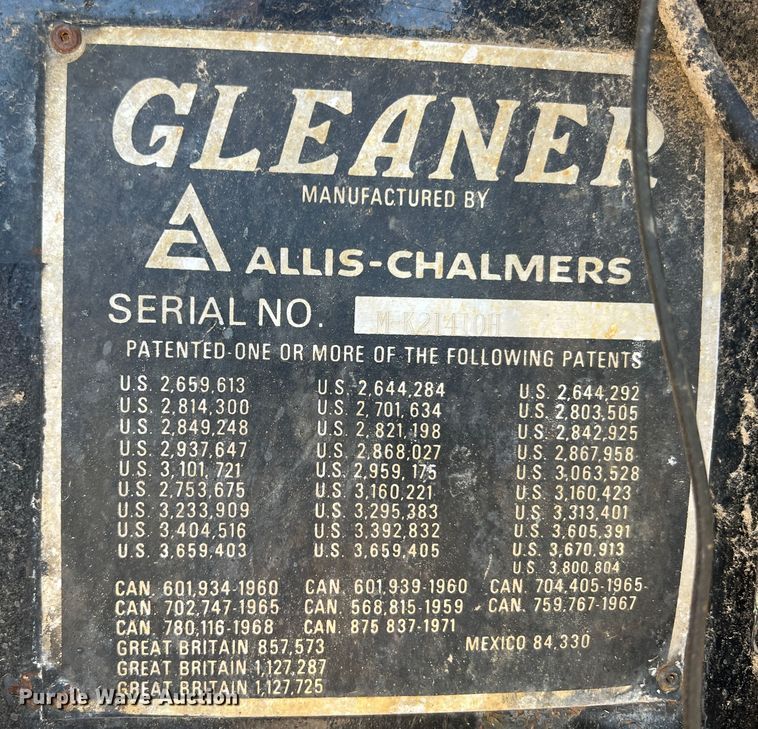 GLEANER
MANUFACTURED BY
ALLIS-CHALMERS
SERIAL NO. M-K21410H
PATENTED-ONE OR MORE OF THE FOLLOWING PATENTS
U.S. 2,659,613 U.S. 2,644,284 U.S. 2,644,292
U.S. 2,814,300 U.S. 2,701,634 U.S. 2,803,505
U.S. 2,849,248 U.S. 2,821,198 U.S. 2,842,925
U.S. 2,937,647 U.S. 2,868,027 U.S. 2,867,958
U.S. 3,101,721 U.S. 2,959,175 U.S. 3,063,528
U.S. 2,753,675 U.S. 3,160,221 U.S. 3,160,423
U.S. 3,233,909 U.S. 3,295,383 U.S. 3,313,401
U.S. 3,404,516 U.S. 3,392,832 U.S. 3,605,391
U.S. 3,659,403 U.S. 3,659,405 U.S. 3,670,913
U.S. 3,800,804
CAN. 601,934-1960 CAN. 601,939-1960 CAN. 704,405-1965
CAN. 702,747-1965 CAN. 568,815-1959 CAN. 759,767-1967
CAN. 780,116-1968 CAN. 875 837-1971
GREAT BRITAIN 857,573 MEXICO 84,330
GREAT BRITAIN 1,127,287
GREAT BRITAIN 1,127,725
Purple Wave Auction